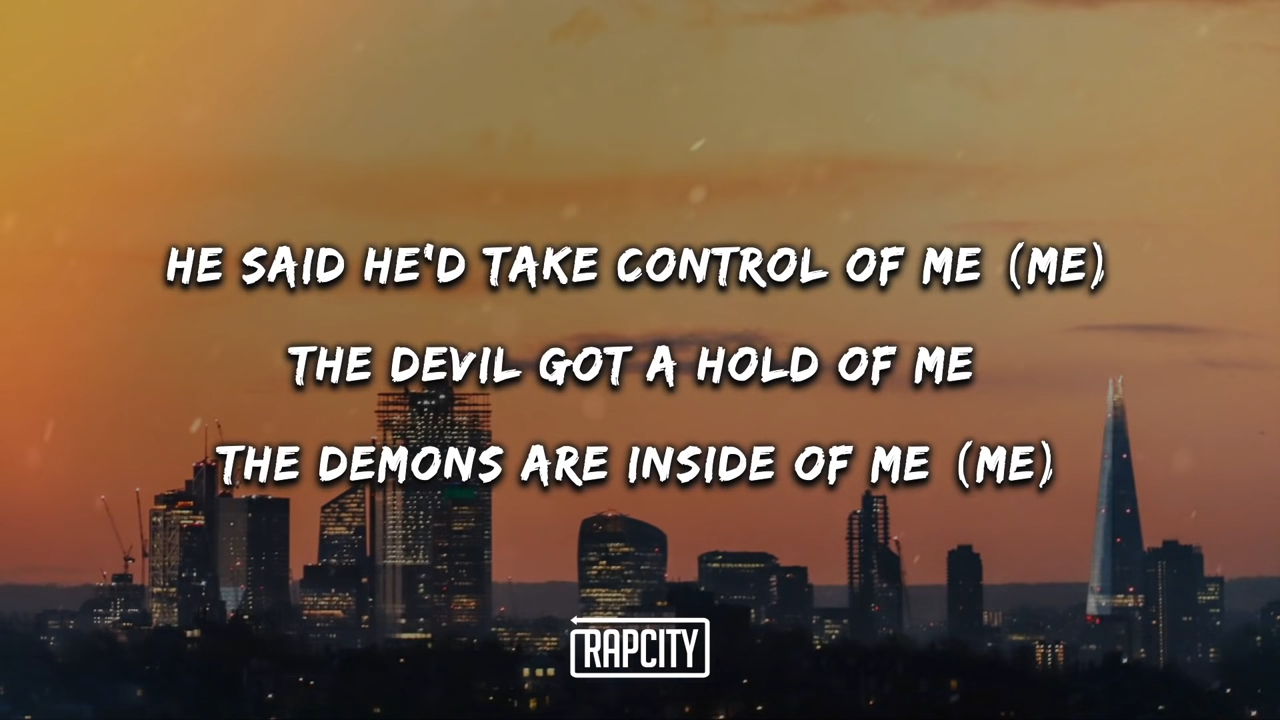 HE SAID HE'D TAKE CONTROL OF ME (ME)
THE DEVIL GOT A HOLD OF ME
THE DEMONS ARE INSIDE OF ME (ME)
RAPCITY